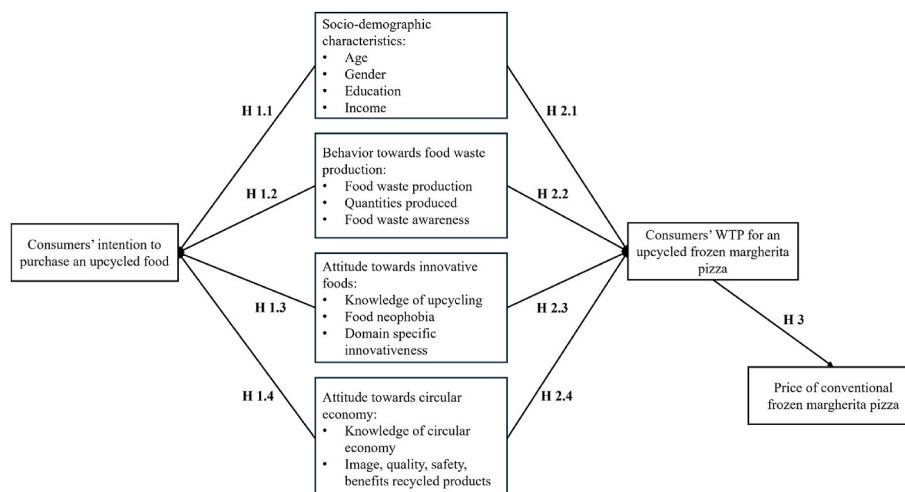 Socio-demographic
characteristics:
• Age
• Gender
• Education
• Income
H 1.1
H 2.1
Behavior towards food waste
production:
• Food waste production
• Quantities produced
• Food waste awareness
H 1.2
H 2.2
Consumers' intention to
purchase an upcycled food
Consumers' WTP for an
upcycled frozen margherita
pizza
Attitude towards innovative
foods:
• Knowledge of upcycling
• Food neophobia
• Domain specific
innovativeness
H 1.3
H 2.3
H 3
Attitude towards circular
economy:
• Knowledge of circular
economy
• Image, quality, safety,
benefits recycled products
H 1.4
H 2.4
Price of conventional
frozen margherita pizza